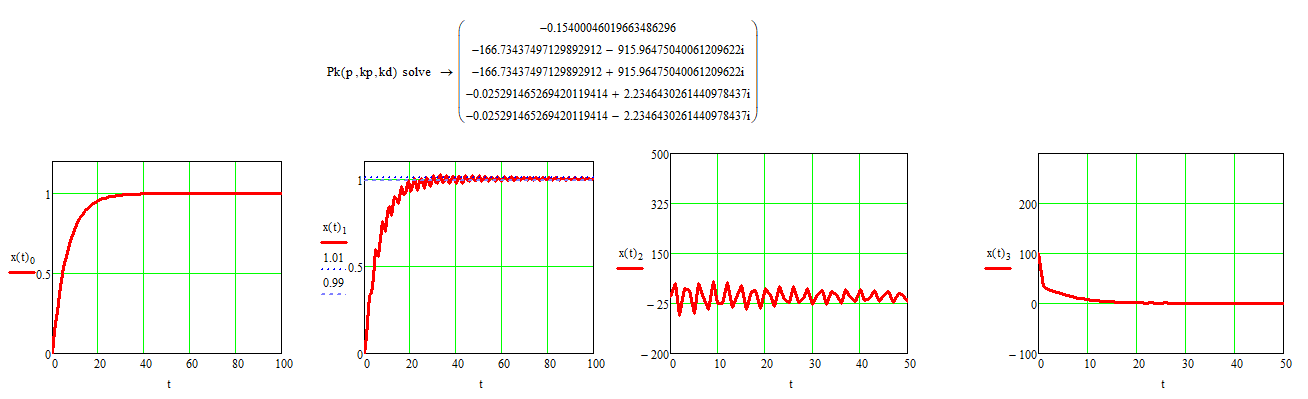 −0.15400046019663486296
−166.73437497129892912 − 915.96475040061209622i
Pk(p,kp,kd) solve → −166.73437497129892912 + 915.96475040061209622i
−0.025291465269420119414 + 2.2346430261440978437i
−0.025291465269420119414 − 2.2346430261440978437i
1
x(t)0
0.5
0
0 20 40 60 80 100
t
1
x(t)1
1.01
0.5
0.99
0
0 20 40 60 80 100
t
500
325
150
x(t)2
−25
−200
0 10 20 30 40 50
t
200
100
x(t)3
0
−100
0 10 20 30 40 50
t